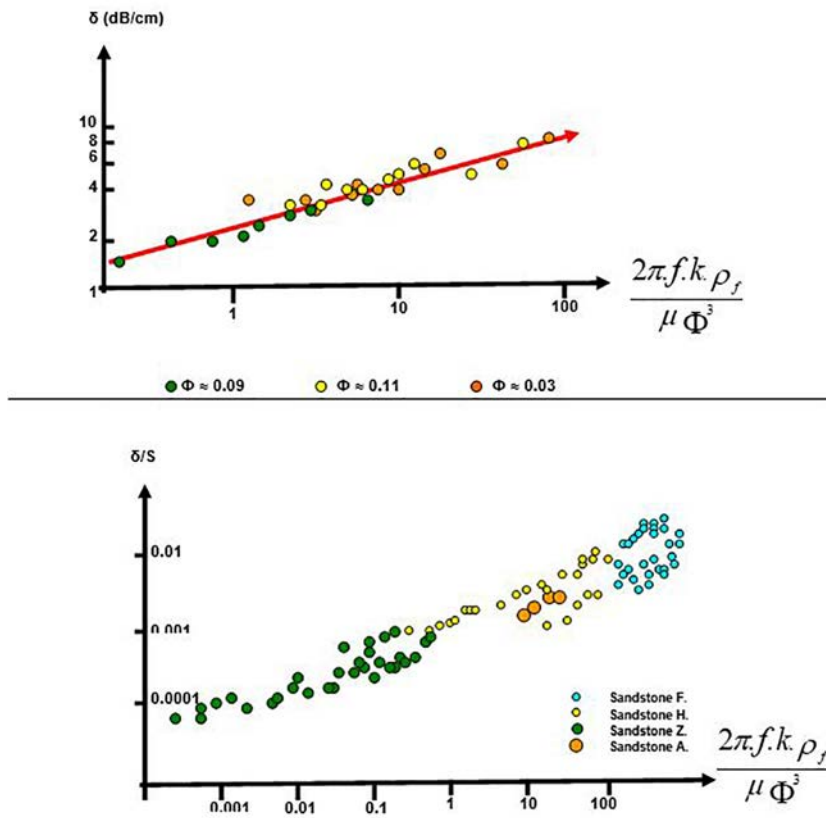 δ (dB/cm)
10
8
6
4
2
1
1 10 100
2π.f.k.ρ_f
μ Φ³
Φ ≈ 0.09 Φ ≈ 0.11 Φ ≈ 0.03
δ/S
0.01
0.001
0.0001
Sandstone F.
Sandstone H.
Sandstone Z.
Sandstone A.
2π.f.k.ρ_f
μ Φ³
0.001 0.01 0.1 1 10 100